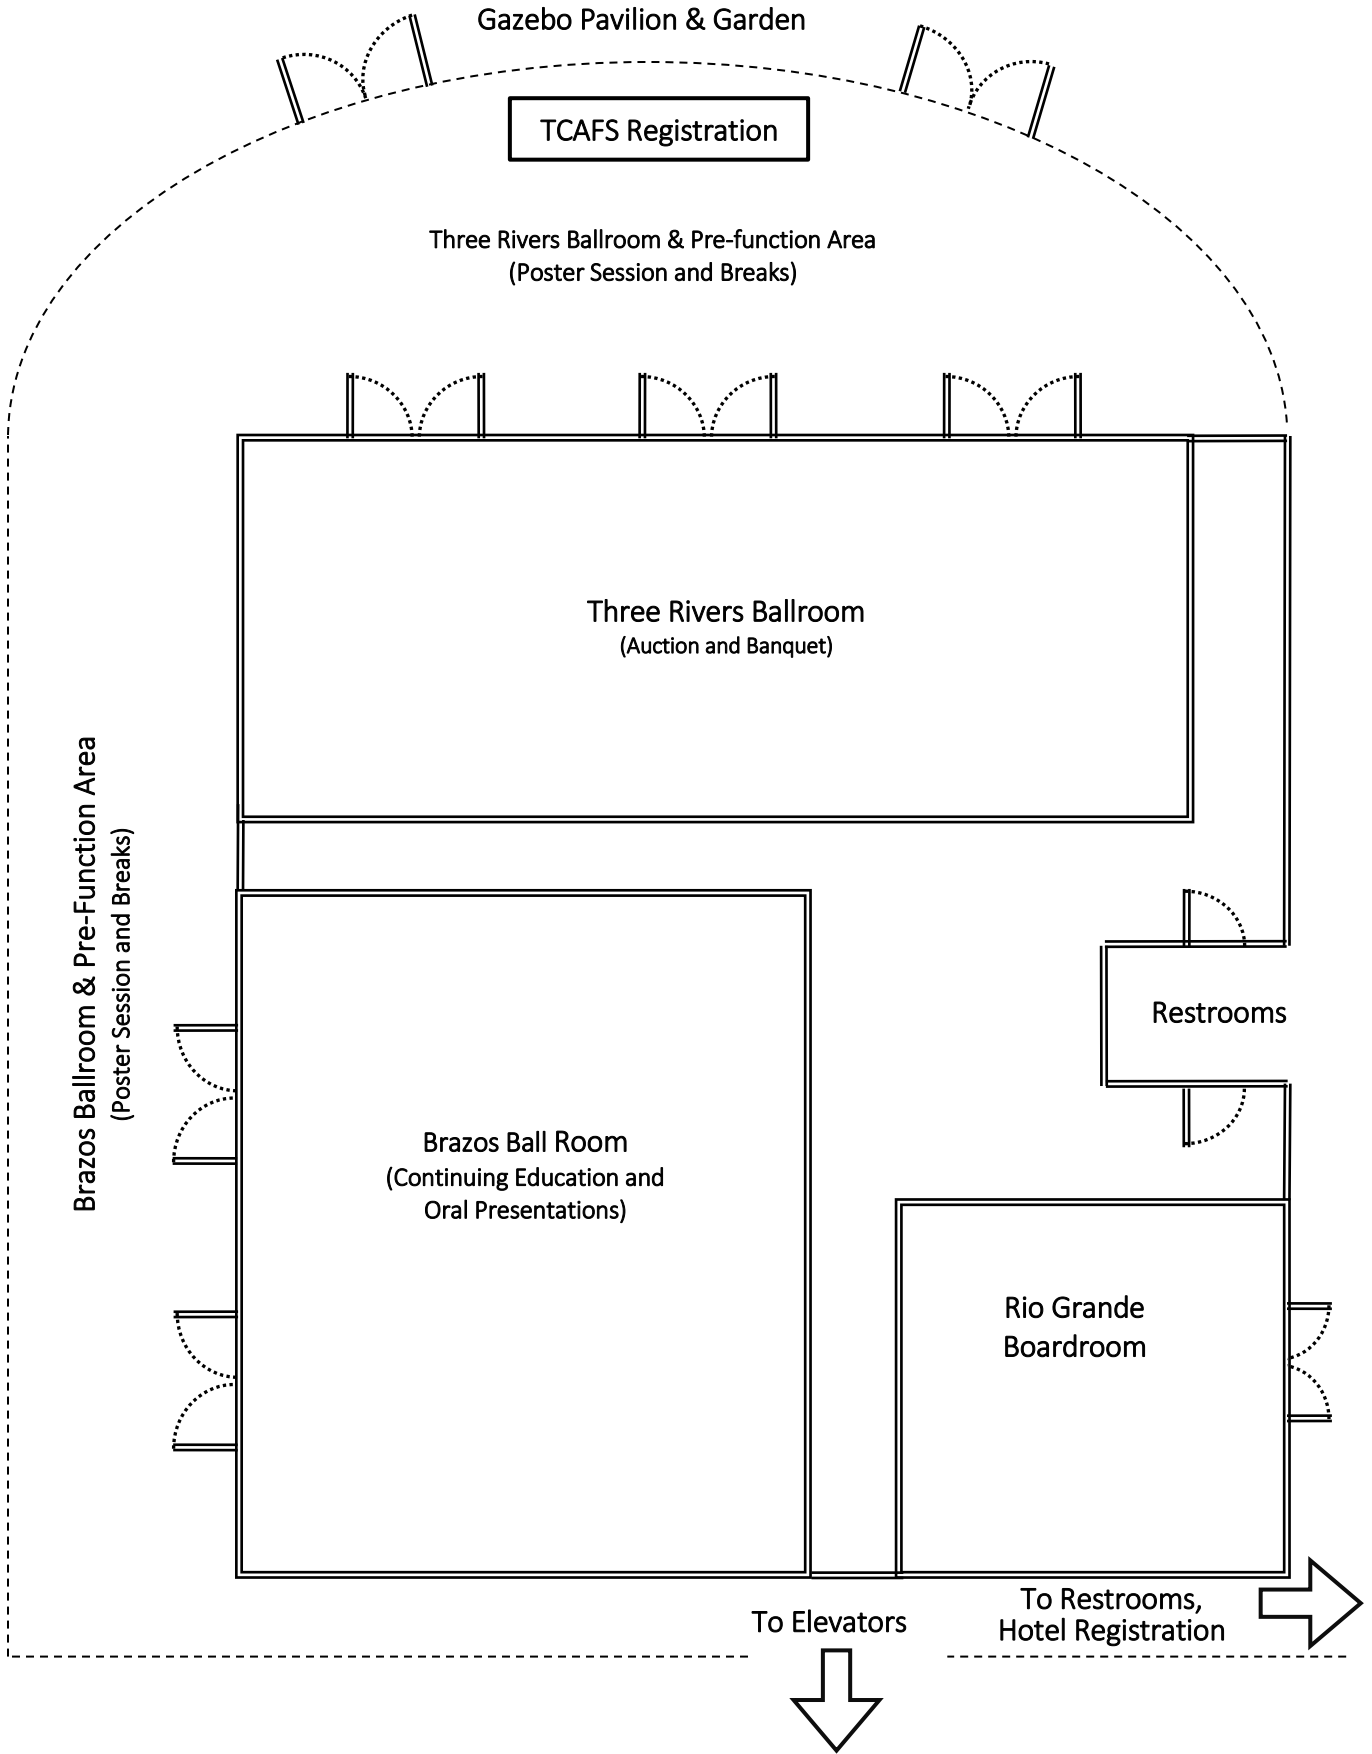 Gazebo Pavilion & Garden
TCAFS Registration
Three Rivers Ballroom & Pre-function Area
(Poster Session and Breaks)
Three Rivers Ballroom
(Auction and Banquet)
Brazos Ballroom & Pre-Function Area
(Poster Session and Breaks)
Restrooms
Brazos Ball Room
(Continuing Education and
Oral Presentations)
Rio Grande
Boardroom
To Restrooms,
Hotel Registration
To Elevators